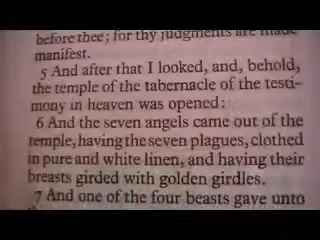 before thee; for thy judgments are made
manifest.
5 And after that I looked, and, behold,
the temple of the tabernacle of the testi-
mony in heaven was opened:
6 And the seven angels came out of the
temple, having the seven plagues, clothed
in pure and white linen, and having their
breasts girded with golden girdles.
7 And one of the four beasts gave unto